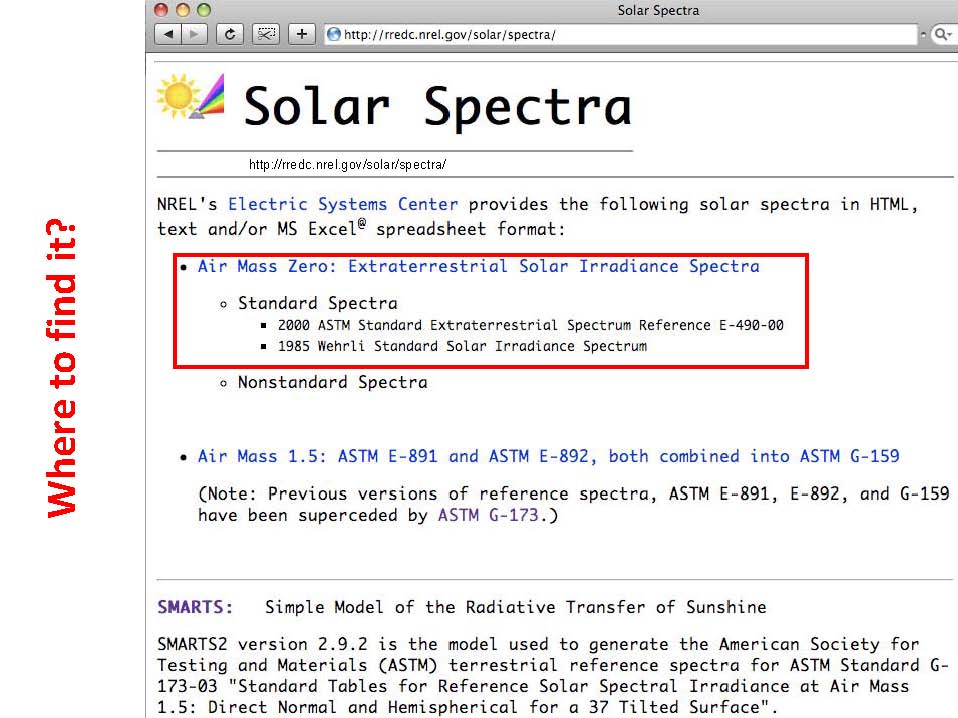 Where to find it?
Solar Spectra
http://rredc.nrel.gov/solar/spectra/
Solar Spectra
http://rredc.nrel.gov/solar/spectra/
NREL's Electric Systems Center provides the following solar spectra in HTML,
text and/or MS Excel@ spreadsheet format:
• Air Mass Zero: Extraterrestrial Solar Irradiance Spectra
◦ Standard Spectra
▪ 2000 ASTM Standard Extraterrestrial Spectrum Reference E-490-00
▪ 1985 Wehrli Standard Solar Irradiance Spectrum
◦ Nonstandard Spectra
• Air Mass 1.5: ASTM E-891 and ASTM E-892, both combined into ASTM G-159
(Note: Previous versions of reference spectra, ASTM E-891, E-892, and G-159
have been superceded by ASTM G-173.)
SMARTS: Simple Model of the Radiative Transfer of Sunshine
SMARTS2 version 2.9.2 is the model used to generate the American Society for
Testing and Materials (ASTM) terrestrial reference spectra for ASTM Standard G-
173-03 "Standard Tables for Reference Solar Spectral Irradiance at Air Mass
1.5: Direct Normal and Hemispherical for a 37 Tilted Surface".